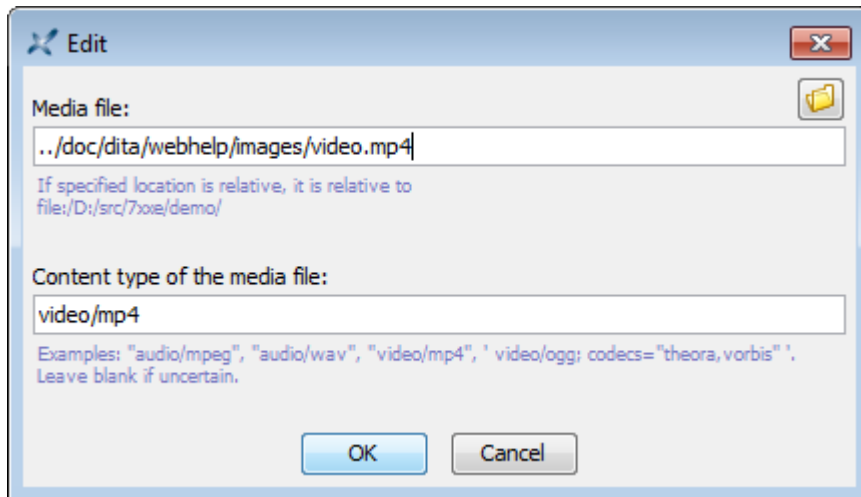 Edit
Media file:
../doc/dita/webhelp/images/video.mp4
If specified location is relative, it is relative to
file:/D:/src/7xxe/demo/
Content type of the media file:
video/mp4
Examples: "audio/mpeg", "audio/wav", "video/mp4", ' video/ogg; codecs="theora,vorbis" '.
Leave blank if uncertain.
OK
Cancel